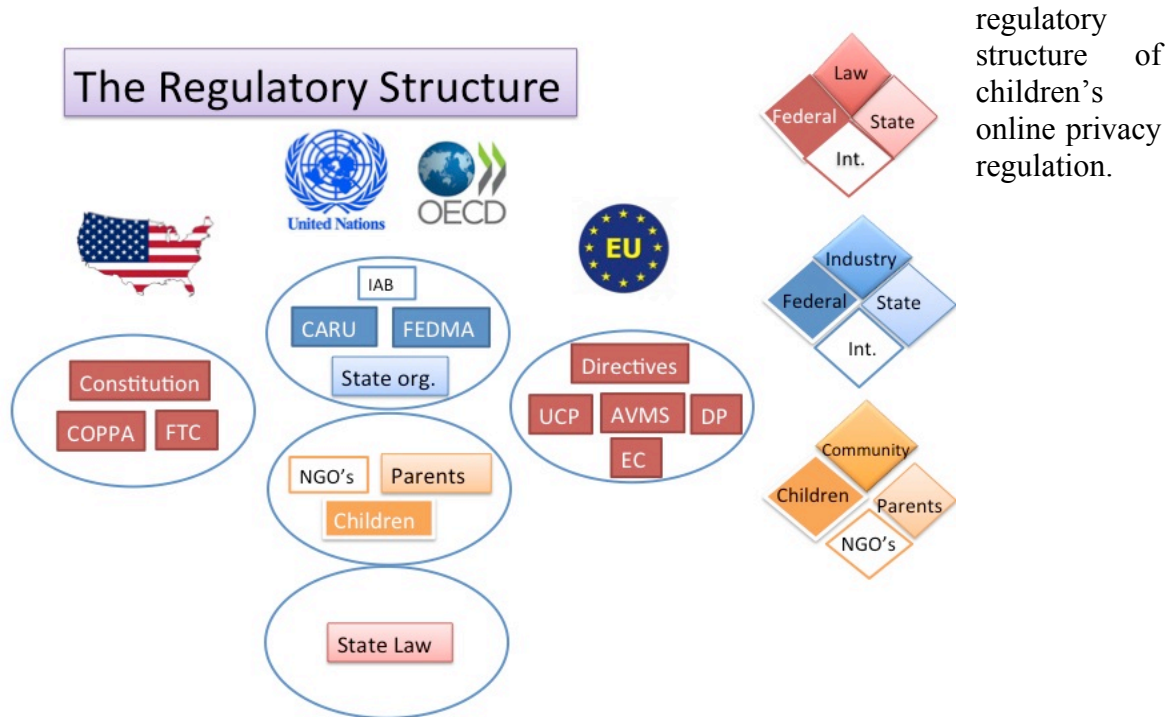 regulatory
structure of
children's
online privacy
regulation.
The Regulatory Structure
United Nations
OECD
EU
IAB
CARU FEDMA
State org.
Constitution
COPPA FTC
Directives
UCP AVMS DP
EC
NGO's Parents
Children
State Law
Law
Federal State
Int.
Industry
Federal State
Int.
Community
Children Parents
NGO's